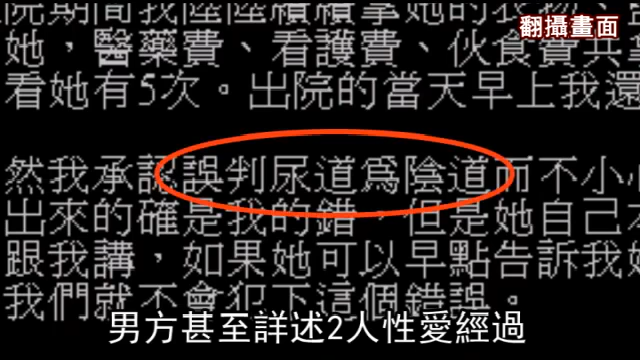 翻攝畫面
院期間我陸陸續續拿她的衣物、
她，醫藥費、看護費、伙食費共
看她有5次。出院的當天早上我還
然我承認誤判尿道為陰道而不小心
出來的確是我的錯，但是她自己
跟我講，如果她可以早點告訴我
我們就不會犯下這個錯誤。
男方甚至詳述2人性愛經過